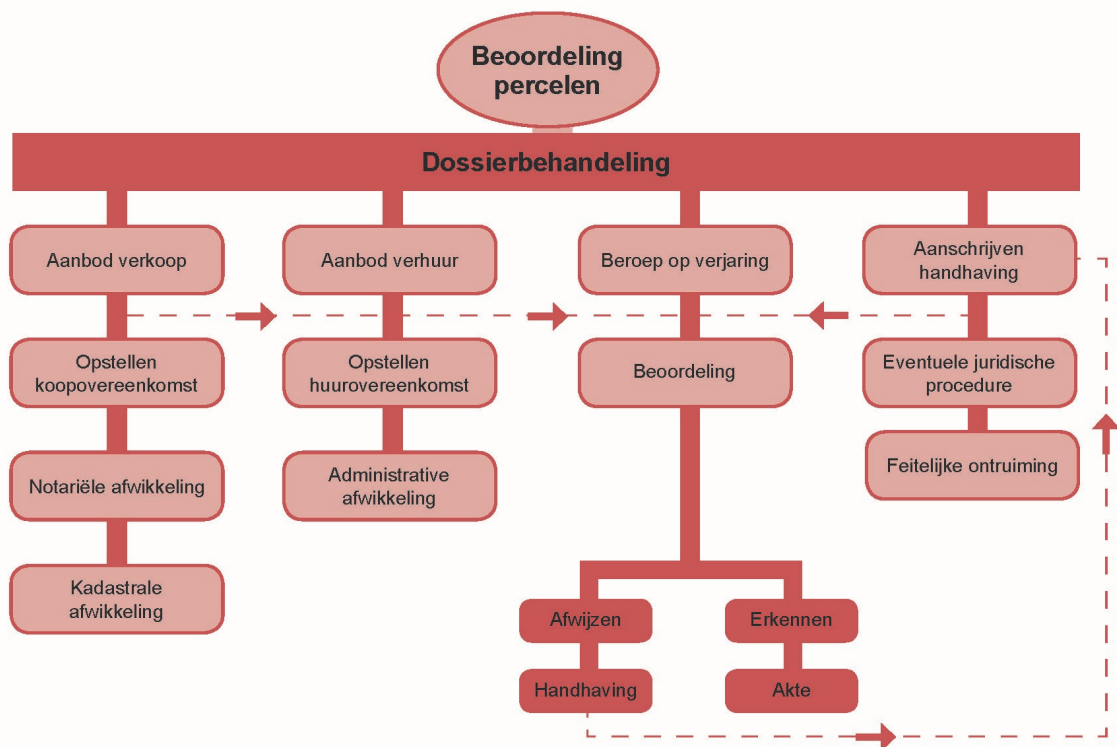 Beoordeling
percelen
Dossierbehandeling
Aanbod verkoop
Opstellen
koopovereenkomst
Notariële afwikkeling
Kadastrale
afwikkeling
Aanbod verhuur
Opstellen
huurovereenkomst
Administrative
afwikkeling
Beroep op verjaring
Beoordeling
Afwijzen
Handhaving
Erkennen
Akte
Aanschrijven
handhaving
Eventuele juridische
procedure
Feitelijke ontruiming